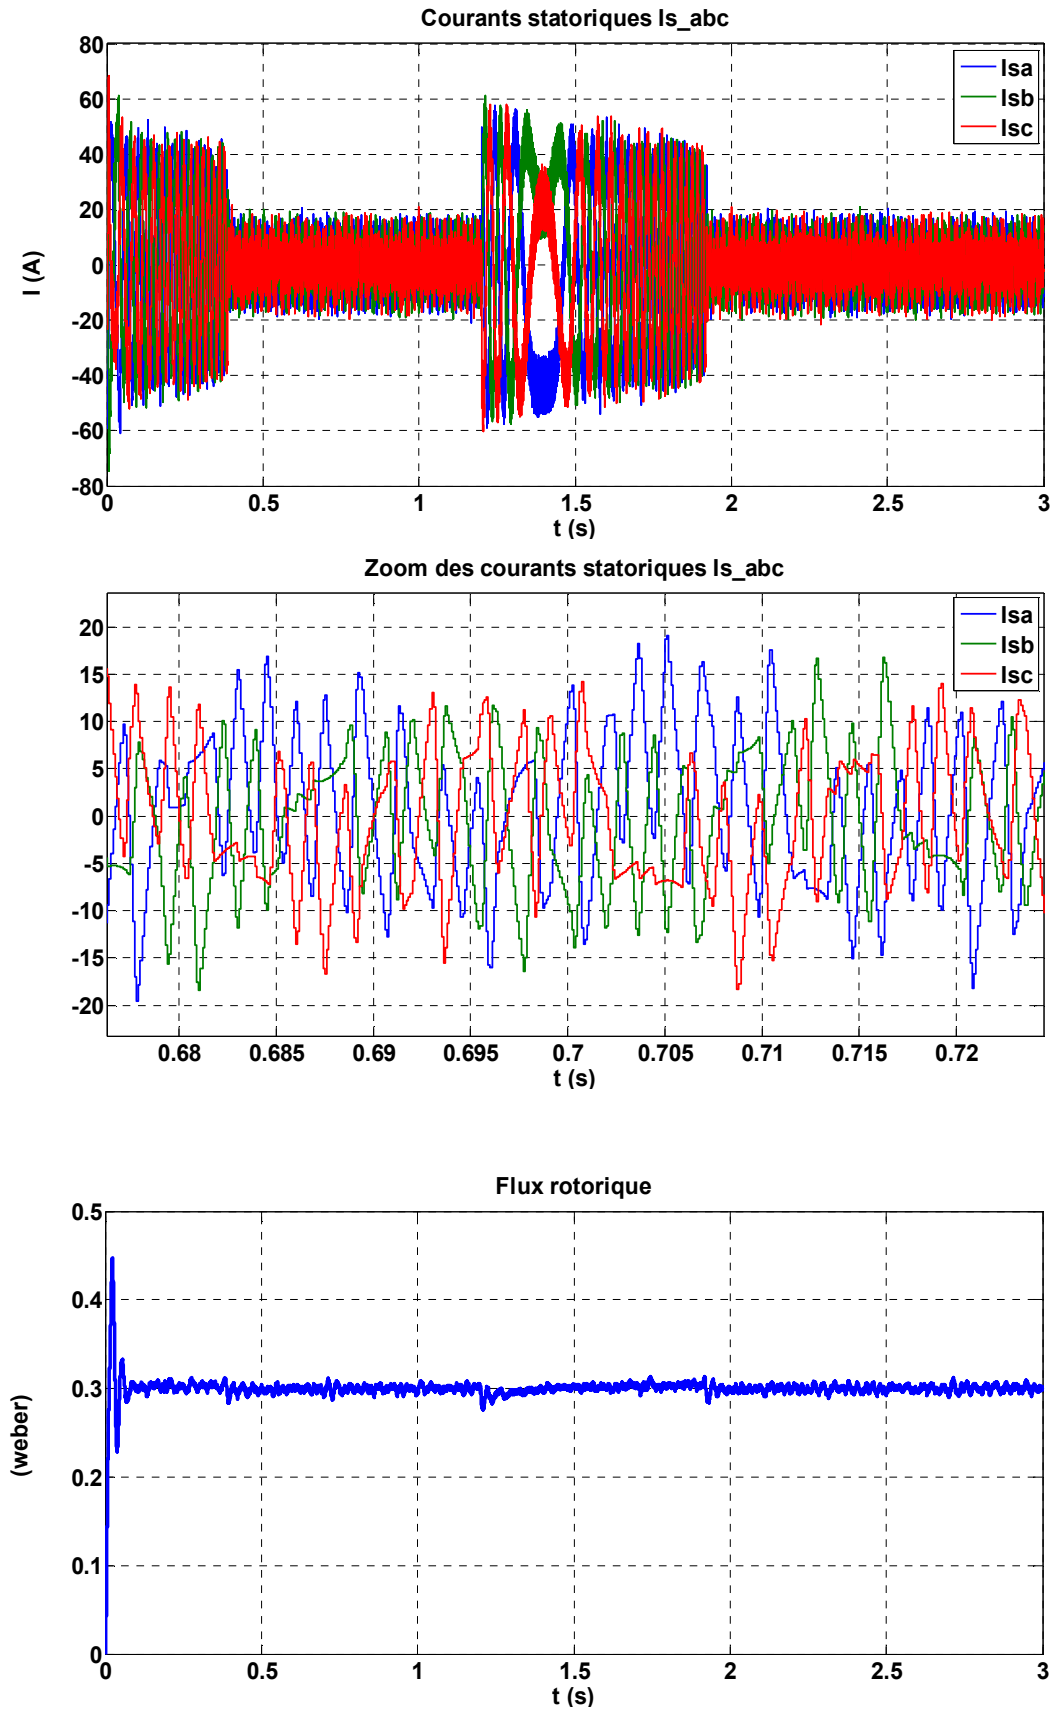 Courants statoriques Is_abc
80
60
40
20
0
-20
-40
-60
-80
I (A)
Isa
Isb
Isc
0 0.5 1 1.5 2 2.5 3
t (s)
Zoom des courants statoriques Is_abc
20
15
10
5
0
-5
-10
-15
-20
Isa
Isb
Isc
0.68 0.685 0.69 0.695 0.7 0.705 0.71 0.715 0.72
t (s)
Flux rotorique
0.5
0.4
0.3
0.2
0.1
0
(weber)
0 0.5 1 1.5 2 2.5 3
t (s)